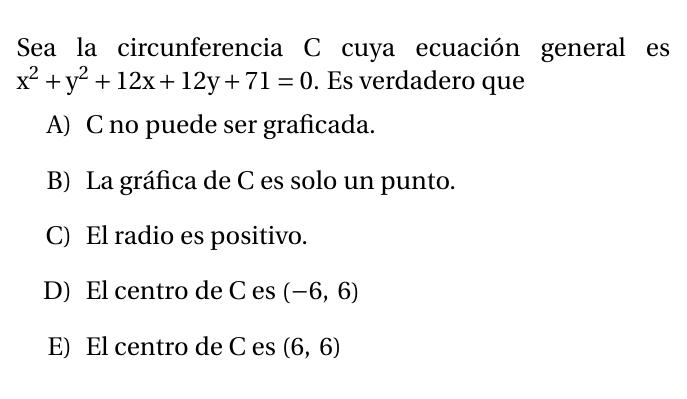 Sea la circunferencia C cuya ecuación general es
x² + y² + 12x + 12y + 71 = 0. Es verdadero que
A) C no puede ser graficada.
B) La gráfica de C es solo un punto.
C) El radio es positivo.
D) El centro de C es (−6, 6)
E) El centro de C es (6, 6)